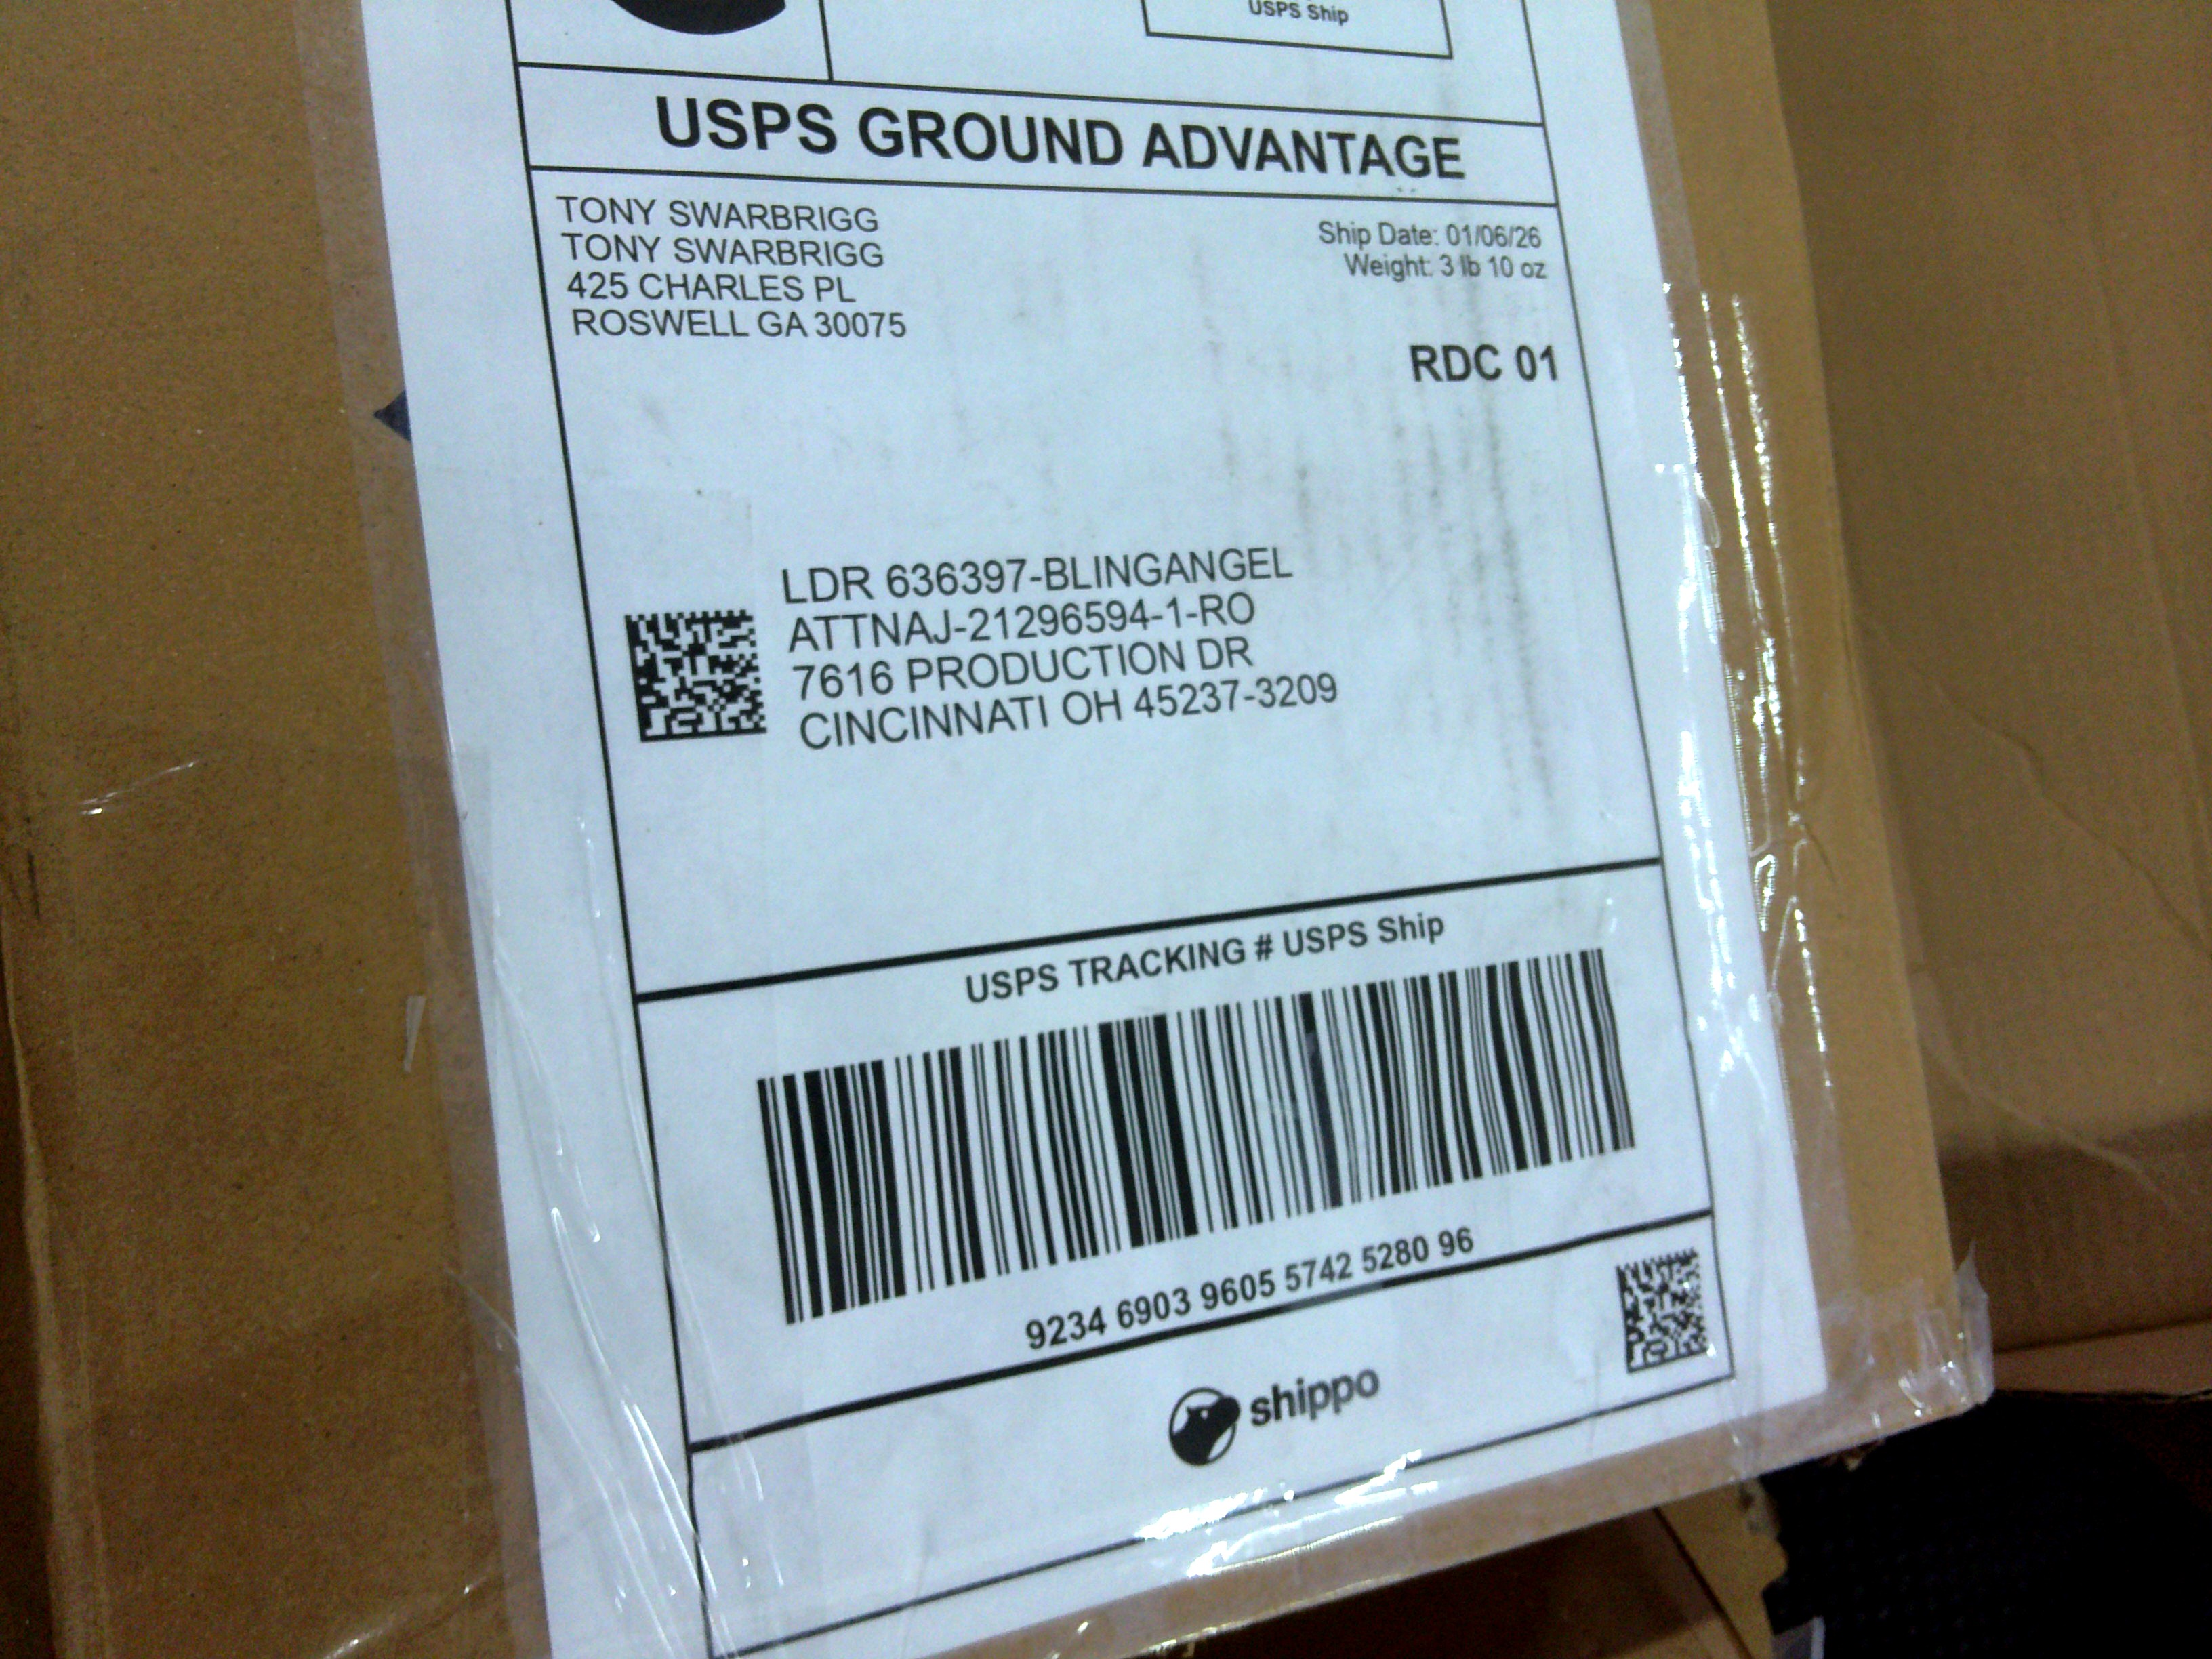 USPS Ship
USPS GROUND ADVANTAGE
TONY SWARBRIGG
TONY SWARBRIGG
425 CHARLES PL
ROSWELL GA 30075
Ship Date: 01/06/26
Weight: 3 lb 10 oz
RDC 01
LDR 636397-BLINGANGEL
ATTNAJ-21296594-1-RO
7616 PRODUCTION DR
CINCINNATI OH 45237-3209
USPS TRACKING # USPS Ship
9234 6903 9605 5742 5280 96
shippo